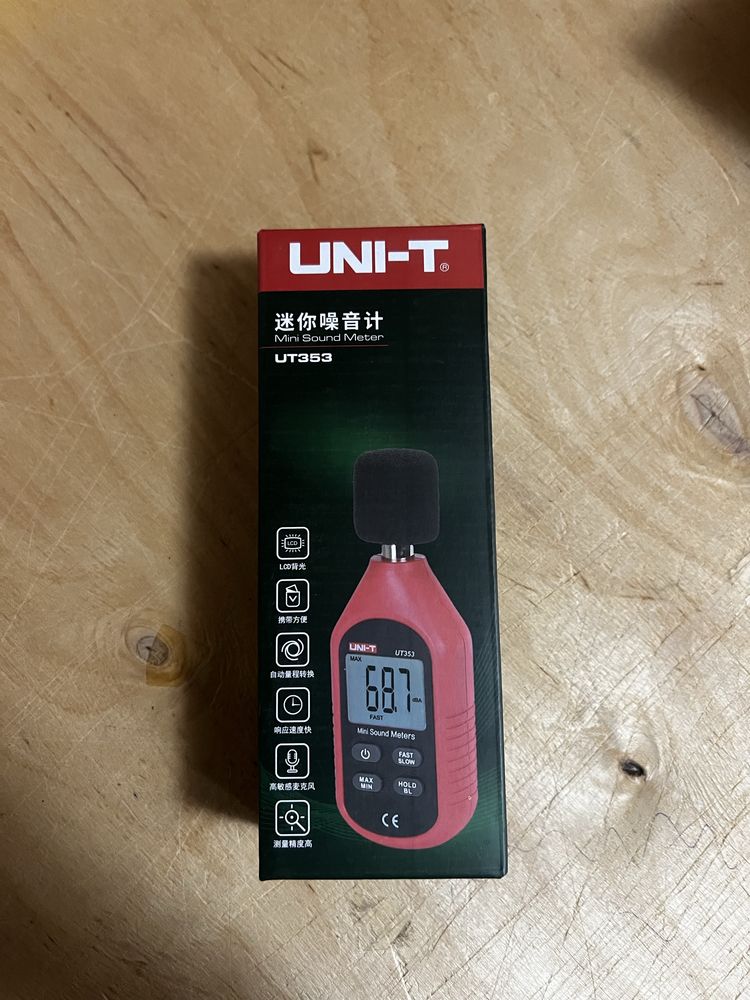 UNI-T®
迷你噪音计
Mini Sound Meter
UT353
LCD
LCD背光
携带方便
自动量程转换
响应速度快
高敏感麦克风
测量精度高
UNI-T UT353
MAX
68.7 dBA
FAST
Mini Sound Meters
FAST
SLOW
MAX
MIN
HOLD
BL
CE